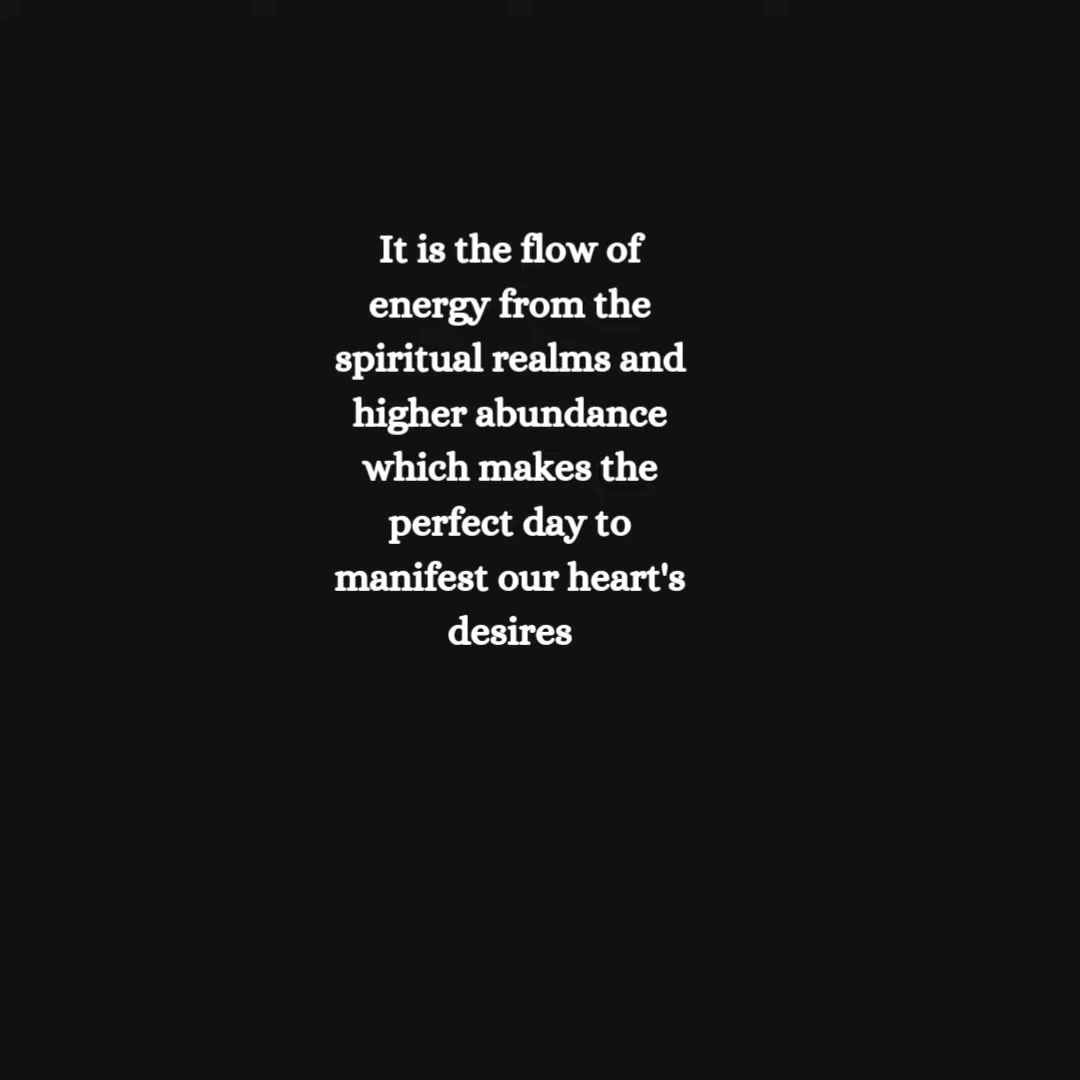 It is the flow of
energy from the
spiritual realms and
higher abundance
which makes the
perfect day to
manifest our heart's
desires